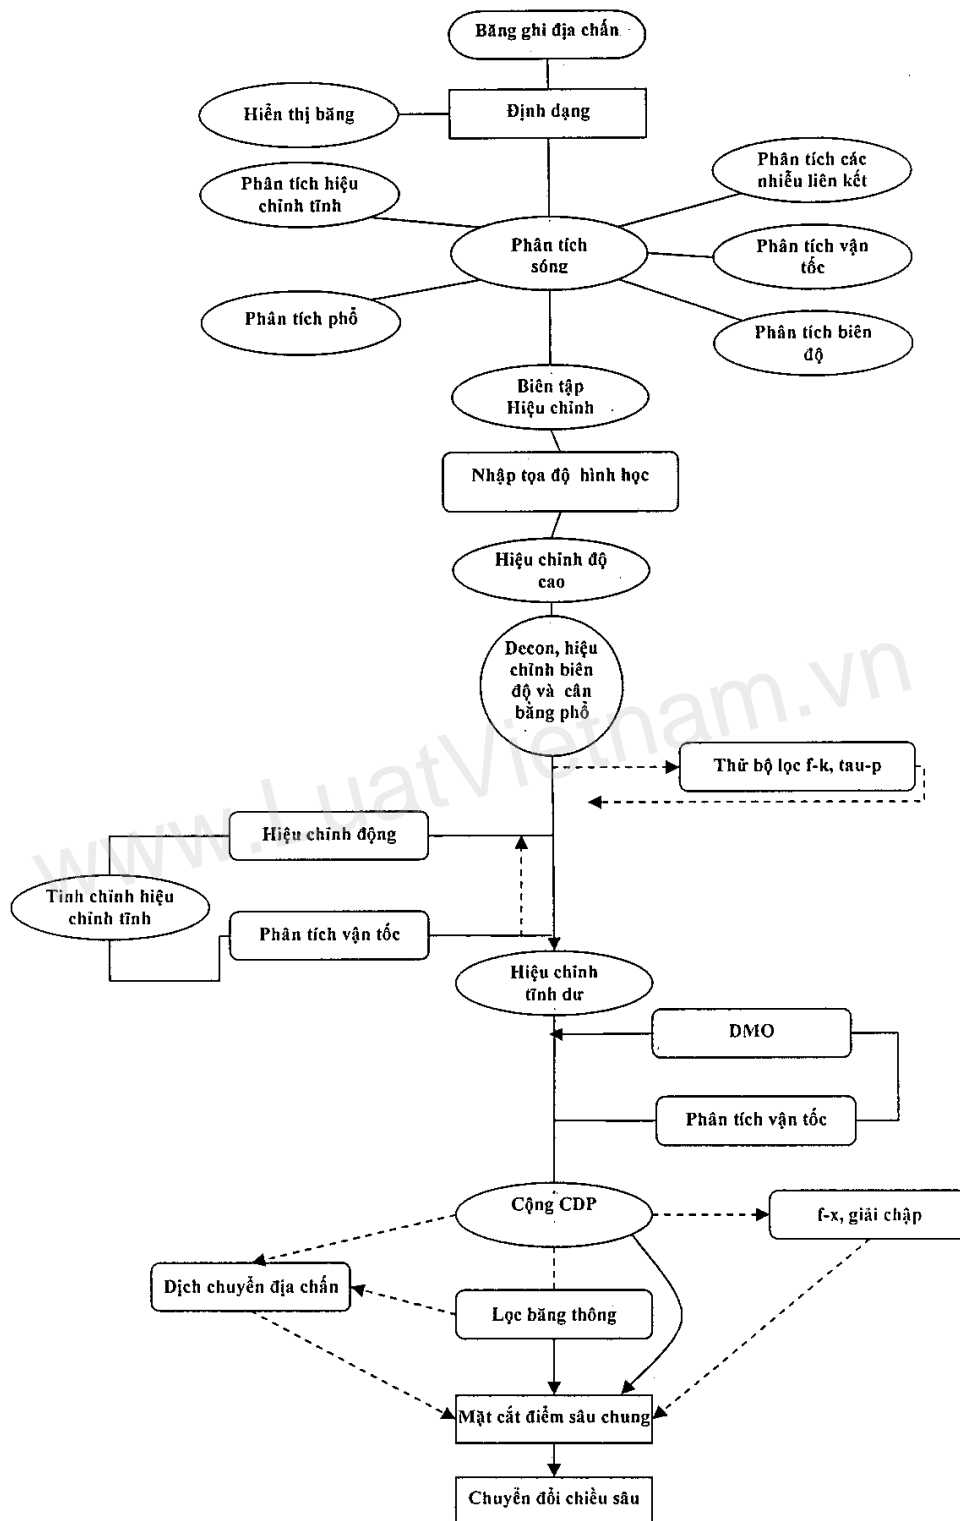 Băng ghi địa chấn
Hiển thị băng
Định dạng
Phân tích hiệu
chỉnh tĩnh
Phân tích các
nhiễu liên kết
Phân tích
sóng
Phân tích vận
tốc
Phân tích phổ
Phân tích biên
độ
Biên tập
Hiệu chỉnh
Nhập tọa độ hình học
Hiệu chỉnh độ
cao
Decon, hiệu
chỉnh biên
độ và cân
bằng phổ
www.LuatVietnam.vn
Thử bộ lọc f-k, tau-p
Hiệu chỉnh động
Tinh chỉnh hiệu
chỉnh tĩnh
Phân tích vận tốc
Hiệu chỉnh
tĩnh dư
DMO
Phân tích vận tốc
Cộng CDP
f-x, giải chập
Dịch chuyển địa chấn
Lọc băng thông
Mặt cắt điểm sâu chung
Chuyển đổi chiều sâu